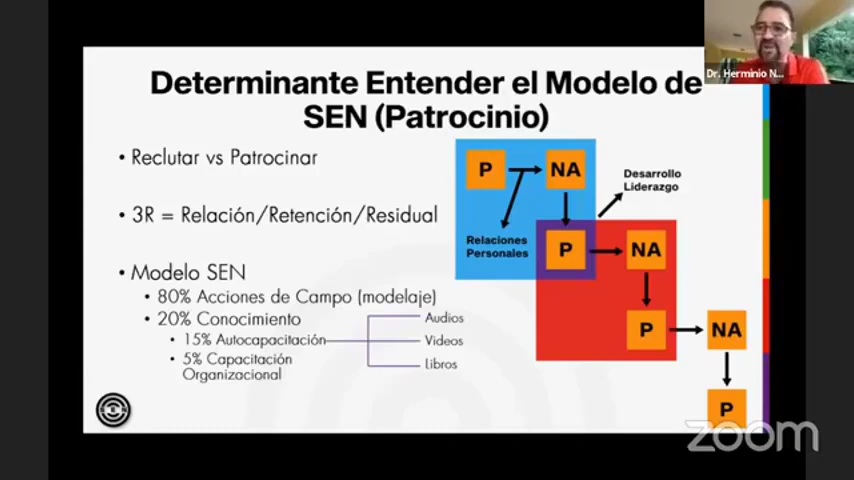 Dr. Herminio N...
Determinante Entender el Modelo de
SEN (Patrocinio)
• Reclutar vs Patrocinar
• 3R = Relación/Retención/Residual
• Modelo SEN
• 80% Acciones de Campo (modelaje)
• 20% Conocimiento
• 15% Autocapacitación
• 5% Capacitación
Organizacional
Audios
Videos
Libros
P
NA
Desarrollo
Liderazgo
Relaciones
Personales
P
NA
P
NA
P
zoom